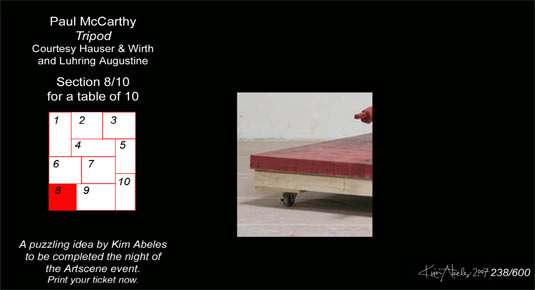 Paul McCarthy
Tripod
Courtesy Hauser & Wirth
and Luhring Augustine
Section 8/10
for a table of 10
1
2
3
4
5
6
7
10
8
9
A puzzling idea by Kim Abeles
to be completed the night of
the Artscene event.
Print your ticket now.
Kim Abeles 2007 238/600